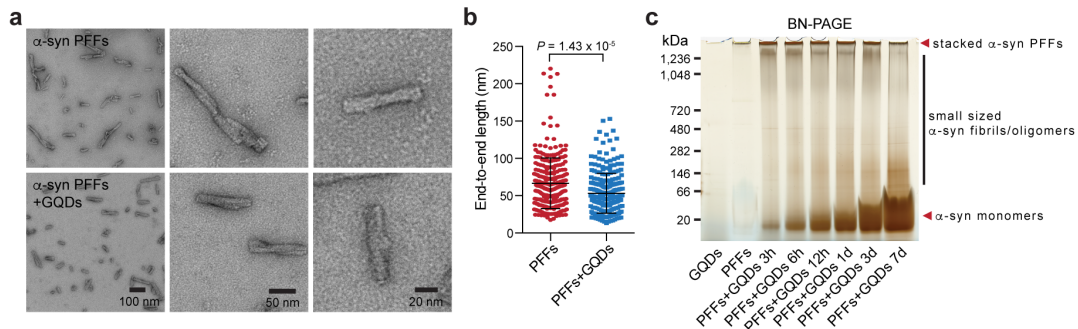 a
α-syn PFFs
α-syn PFFs
+GQDs
100 nm
50 nm
20 nm
b
P = 1.43 x 10⁻⁵
End-to-end length (nm)
250
200
150
100
50
0
PFFs
PFFs+GQDs
c
BN-PAGE
kDa
1,236
1,048
720
480
282
146
66
20
stacked α-syn PFFs
small sized
α-syn fibrils/oligomers
α-syn monomers
GQDs
PFFs
PFFs+GQDs 3h
PFFs+GQDs 6h
PFFs+GQDs 12h
PFFs+GQDs 1d
PFFs+GQDs 3d
PFFs+GQDs 7d